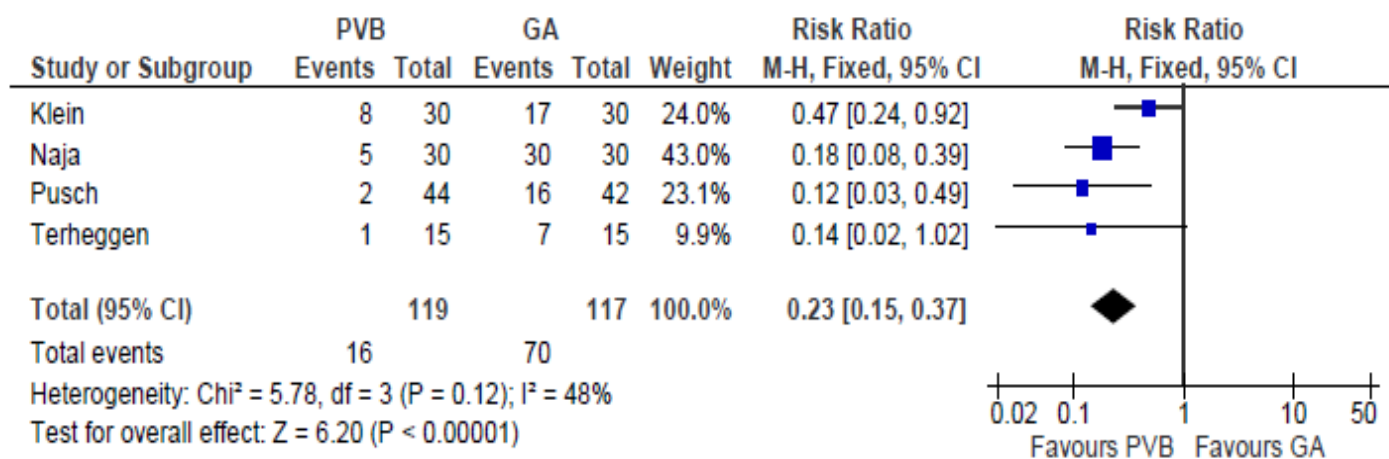 PVB GA Risk Ratio Risk Ratio
Study or Subgroup Events Total Events Total Weight M-H, Fixed, 95% CI M-H, Fixed, 95% CI
Klein 8 30 17 30 24.0% 0.47 [0.24, 0.92]
Naja 5 30 30 30 43.0% 0.18 [0.08, 0.39]
Pusch 2 44 16 42 23.1% 0.12 [0.03, 0.49]
Terheggen 1 15 7 15 9.9% 0.14 [0.02, 1.02]
Total (95% CI) 119 117 100.0% 0.23 [0.15, 0.37]
Total events 16 70
Heterogeneity: Chi² = 5.78, df = 3 (P = 0.12); I² = 48%
Test for overall effect: Z = 6.20 (P < 0.00001)
0.02 0.1 1 10 50
Favours PVB Favours GA